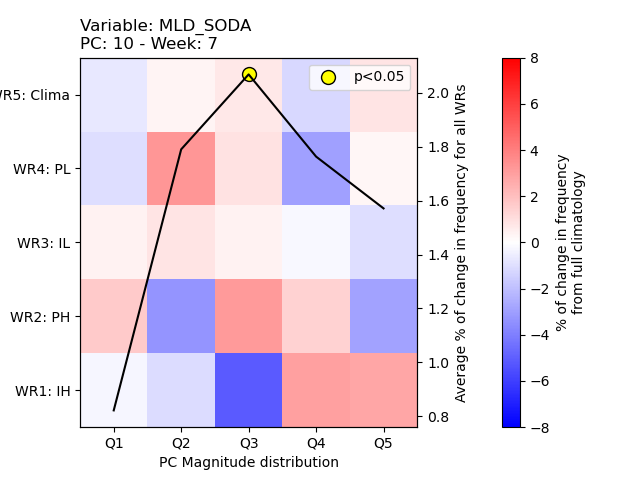 Variable: MLD_SODA
PC: 10 - Week: 7
p<0.05
WR5: Clima
WR4: PL
WR3: IL
WR2: PH
WR1: IH
Q1 Q2 Q3 Q4 Q5
PC Magnitude distribution
2.0
1.8
1.6
1.4
1.2
1.0
0.8
Average % of change in frequency for all WRs
8
6
4
2
0
−2
−4
−6
−8
% of change in frequency
from full climatology